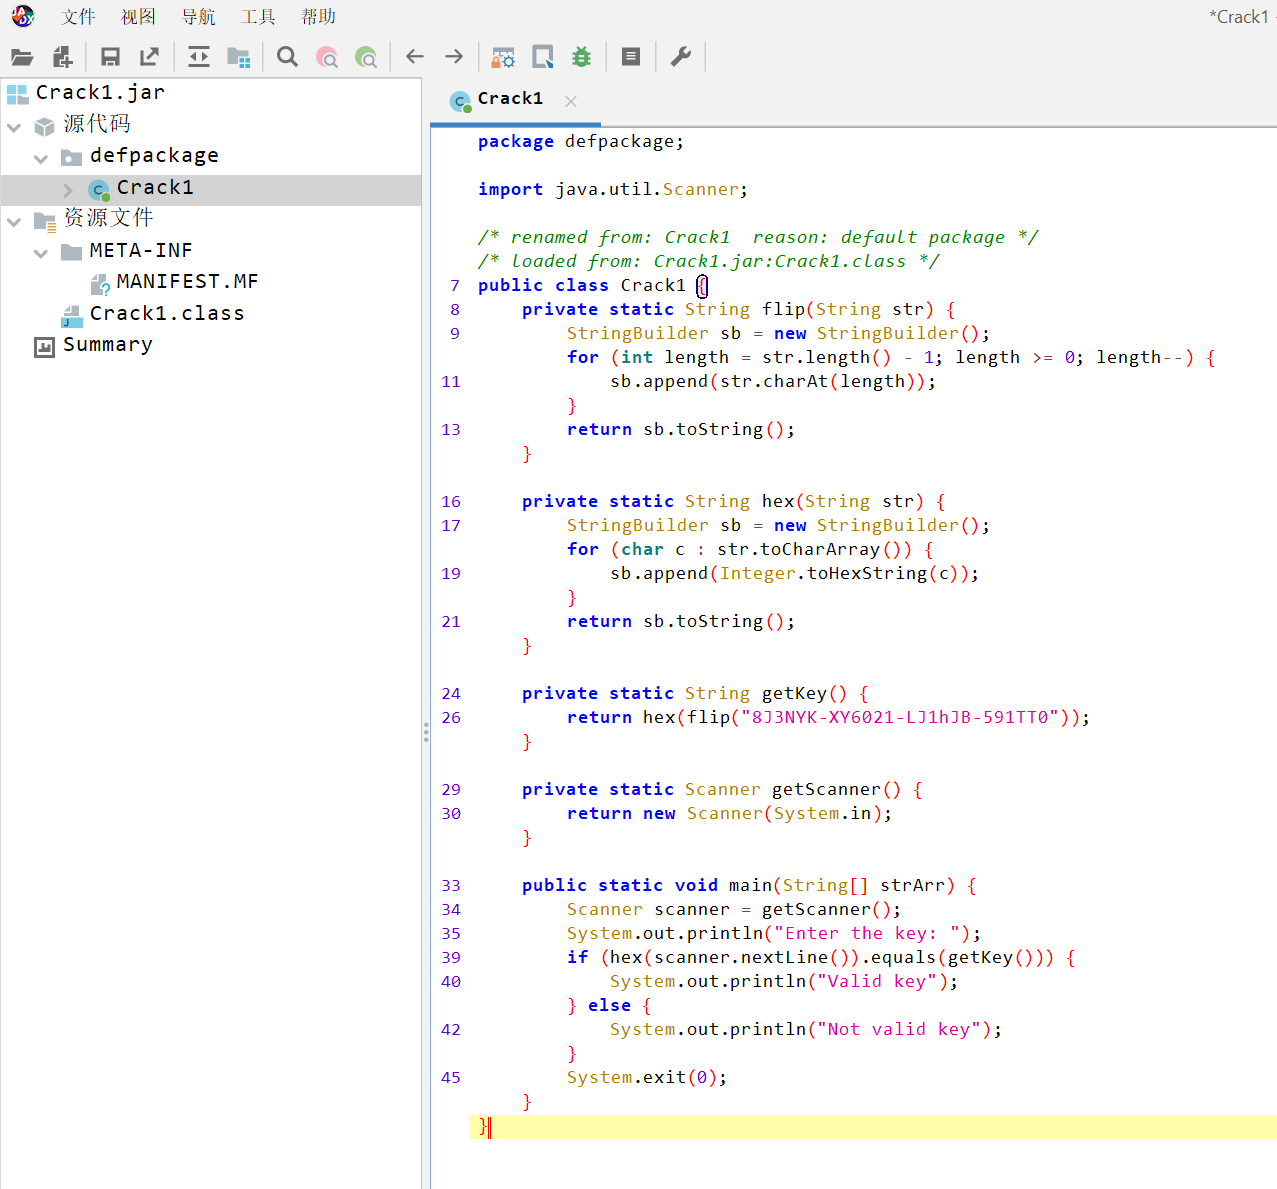 文件 视图 导航 工具 帮助
*Crack1
Crack1.jar
源代码
defpackage
Crack1
资源文件
META-INF
MANIFEST.MF
Crack1.class
Summary
Crack1
package defpackage;
import java.util.Scanner;
/* renamed from: Crack1  reason: default package */
/* loaded from: Crack1.jar:Crack1.class */
7 public class Crack1 {
8 private static String flip(String str) {
9 StringBuilder sb = new StringBuilder();
for (int length = str.length() - 1; length >= 0; length--) {
11 sb.append(str.charAt(length));
}
13 return sb.toString();
}
16 private static String hex(String str) {
17 StringBuilder sb = new StringBuilder();
for (char c : str.toCharArray()) {
19 sb.append(Integer.toHexString(c));
}
21 return sb.toString();
}
24 private static String getKey() {
26 return hex(flip("8J3NYK-XY6021-LJ1hJB-591TT0"));
}
29 private static Scanner getScanner() {
30 return new Scanner(System.in);
}
33 public static void main(String[] strArr) {
34 Scanner scanner = getScanner();
35 System.out.println("Enter the key: ");
39 if (hex(scanner.nextLine()).equals(getKey())) {
40 System.out.println("Valid key");
} else {
42 System.out.println("Not valid key");
}
45 System.exit(0);
}
}